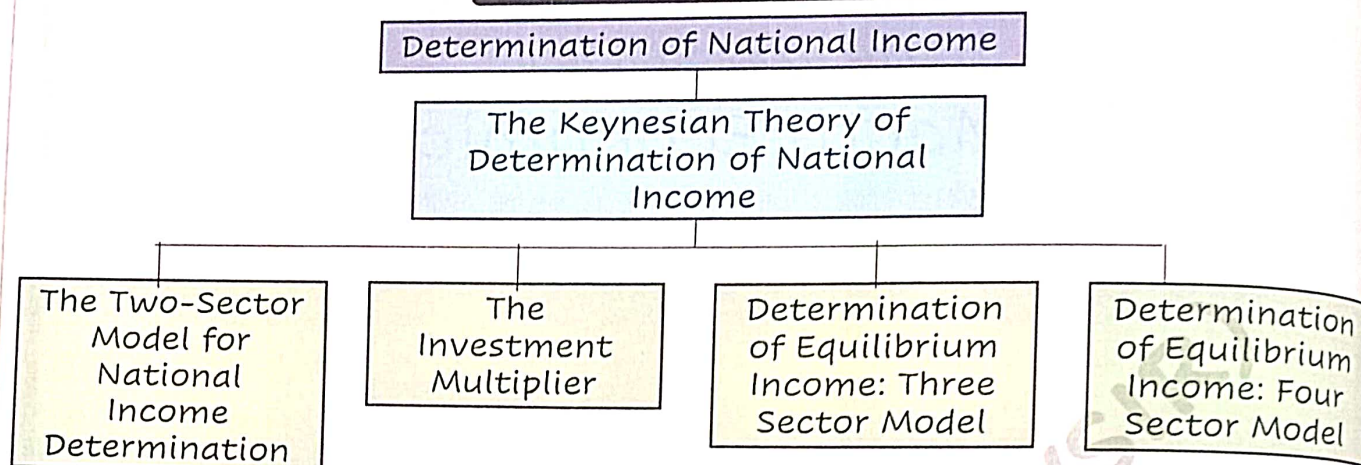 Determination of National Income
The Keynesian Theory of
Determination of National
Income
The Two-Sector
Model for
National
Income
Determination
The
Investment
Multiplier
Determination
of Equilibrium
Income: Three
Sector Model
Determination
of Equilibrium
Income: Four
Sector Model